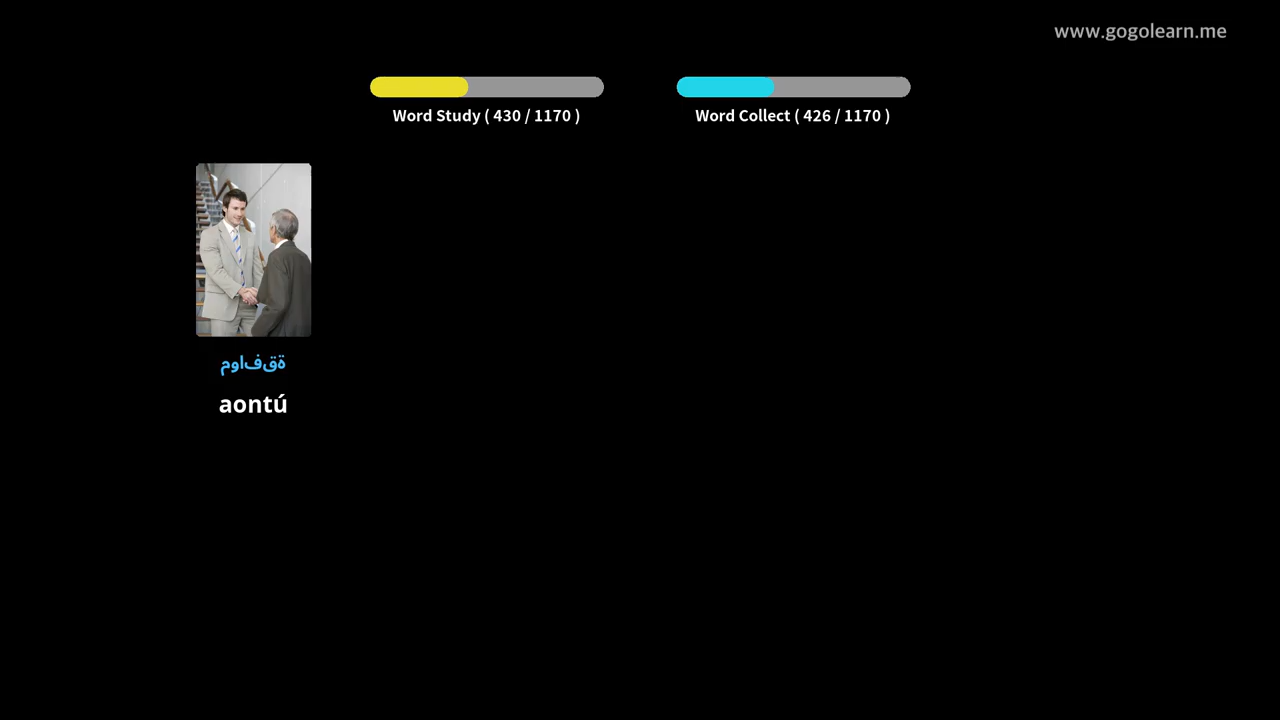 www.gogolearn.me
Word Study ( 430 / 1170 )
Word Collect ( 426 / 1170 )
موافقة
aontú